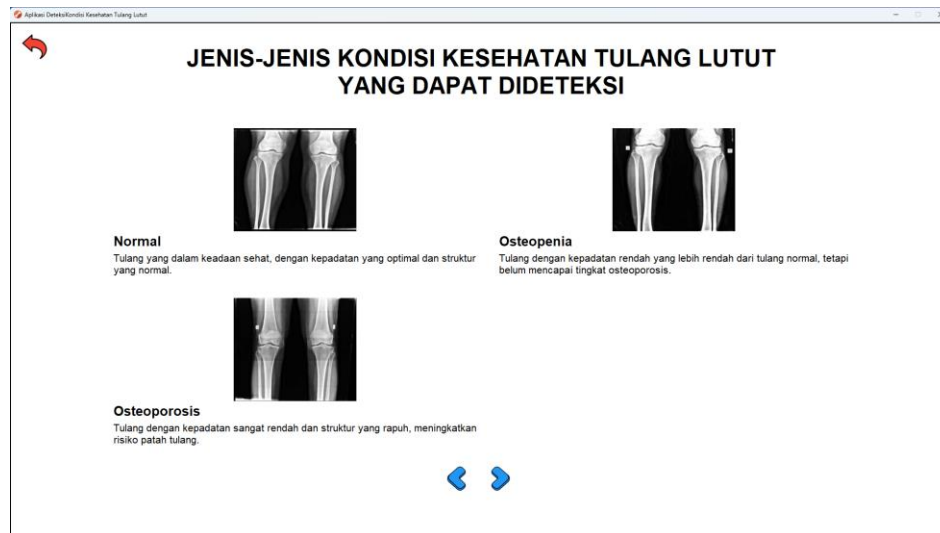 Aplikasi DeteksiKondisi Kesehatan Tulang Lutut
JENIS-JENIS KONDISI KESEHATAN TULANG LUTUT
YANG DAPAT DIDETEKSI
Normal
Tulang yang dalam keadaan sehat, dengan kepadatan yang optimal dan struktur
yang normal.
Osteopenia
Tulang dengan kepadatan rendah yang lebih rendah dari tulang normal, tetapi
belum mencapai tingkat osteoporosis.
Osteoporosis
Tulang dengan kepadatan sangat rendah dan struktur yang rapuh, meningkatkan
risiko patah tulang.